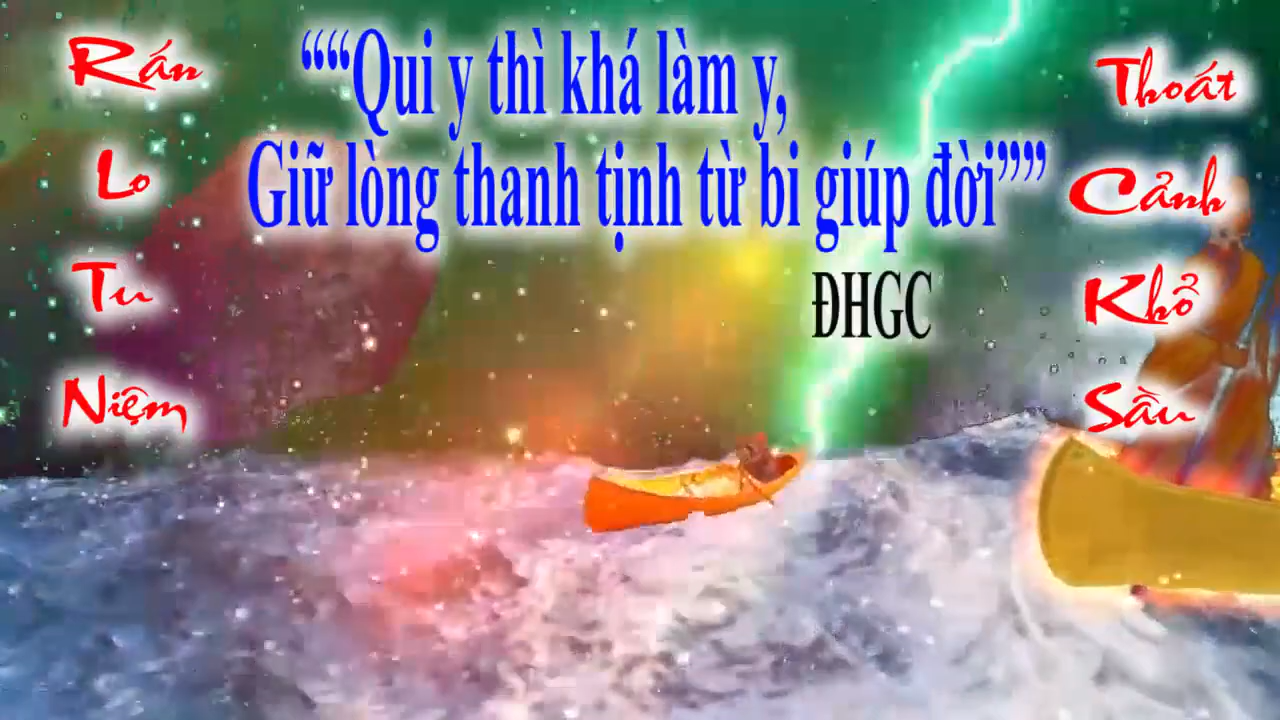 Rấn
Lo
Tu
Niệm
““Qui y thì khá làm y,
Giữ lòng thanh tịnh từ bi giúp đời””
ĐHGC
Thoát
Cảnh
Khổ
Sầu